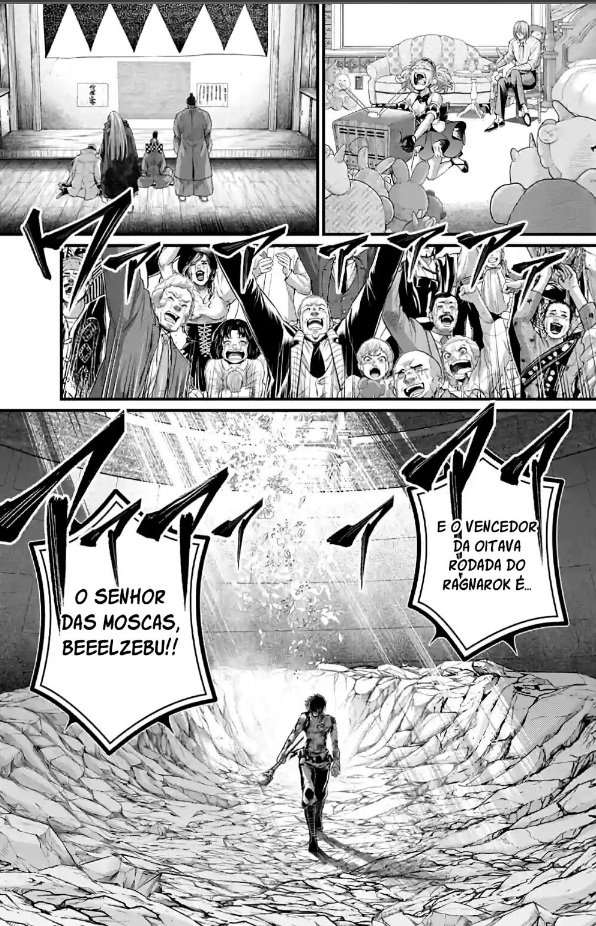 E O VENCEDOR
DA OITAVA
RODADA DO
RAGNAROK É...
O SENHOR
DAS MOSCAS,
BEEELZEBU!!